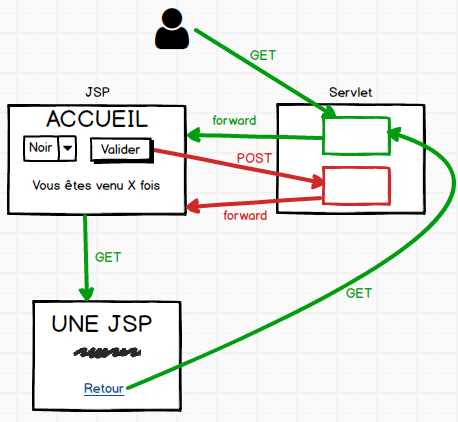 GET
JSP
Servlet
ACCUEIL
forward
Noir
Valider
POST
Vous êtes venu X fois
forward
GET
GET
UNE JSP
Retour